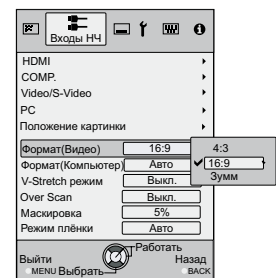 Входы НЧ
HDMI
COMP.
Video/S-Video
PC
Положение картинки
Формат(Видео) 16:9
Формат(Компьютер) Авто
V-Stretch режим Выкл.
Over Scan Выкл.
Маскировка 5%
Режим плёнки Авто
4:3
16:9
Зумм
Работать
Выйти Назад
MENU Выбрать BACK